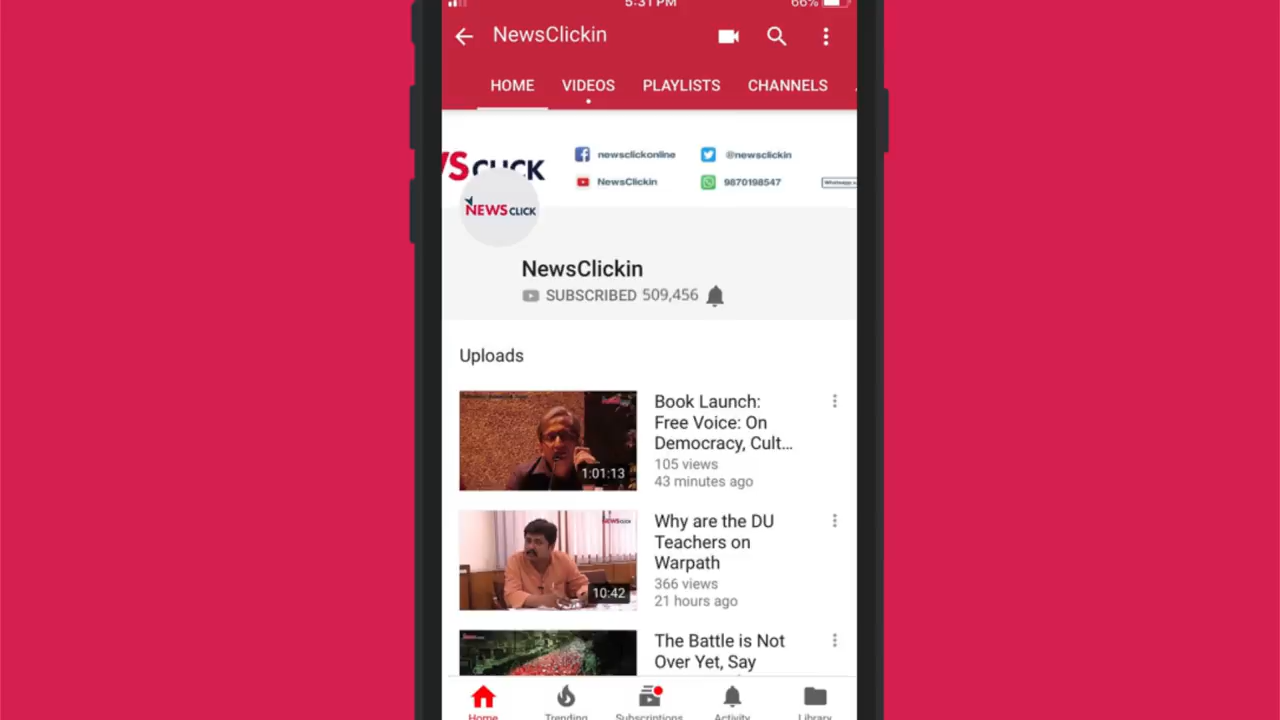 5:31 PM
66%
NewsClickin
HOME VIDEOS PLAYLISTS CHANNELS
WS CLICK
newsclickonline @newsclickin
NewsClickin 9870198547
Whatsapp
NEWSCLICK
NewsClickin
SUBSCRIBED 509,456
Uploads
Book Launch:
Free Voice: On
Democracy, Cult...
105 views
43 minutes ago
1:01:13
Why are the DU
Teachers on
Warpath
366 views
21 hours ago
NEWSCLICK
10:42
The Battle is Not
Over Yet, Say
Home Trending Subscriptions Activity Library